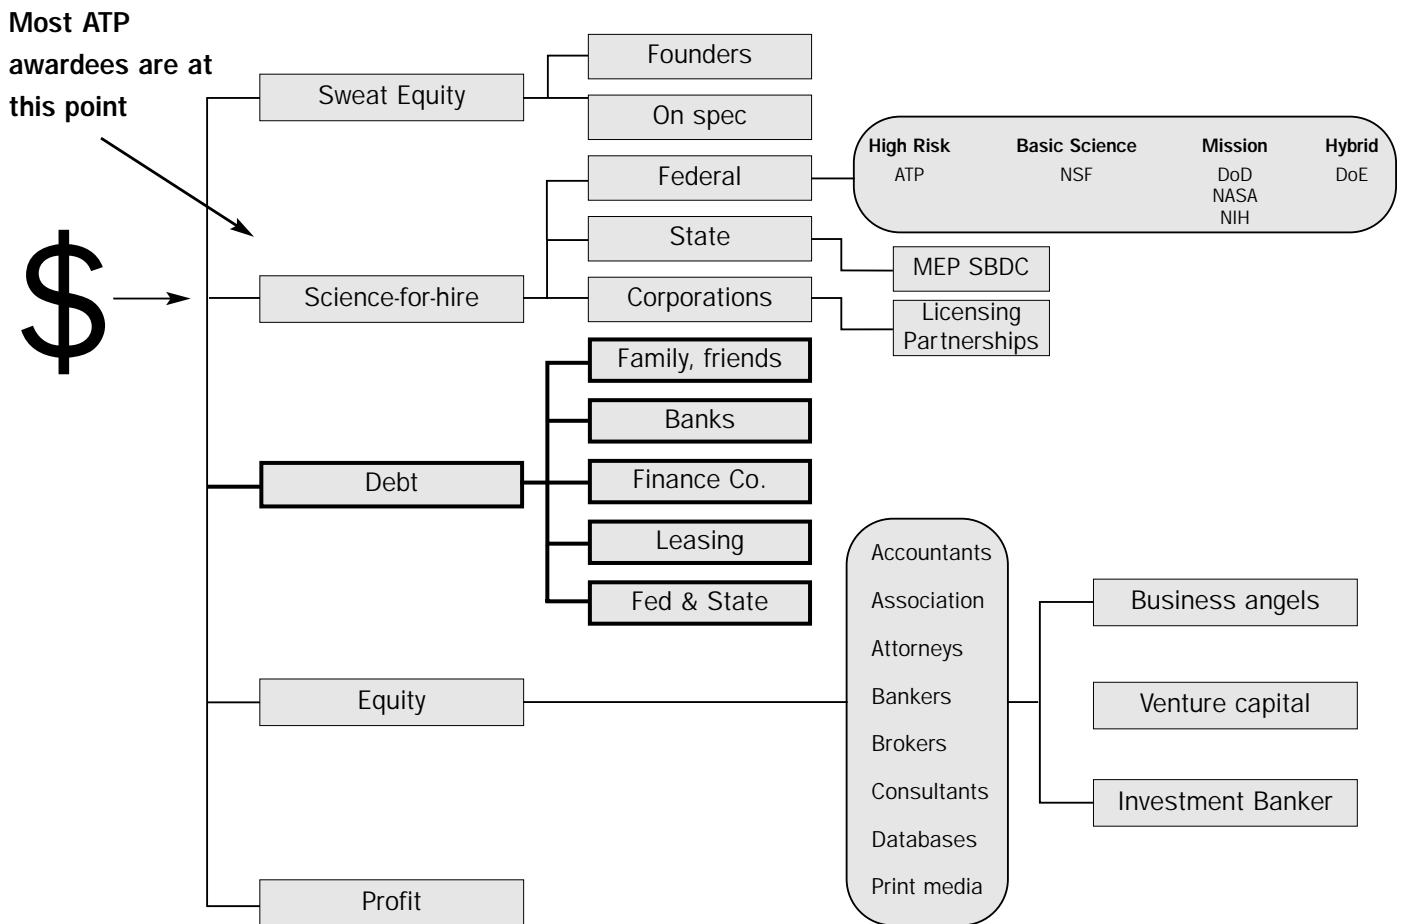 Most ATP
awardees are at
this point
$
Sweat Equity
Founders
On spec
Science-for-hire
Federal
High Risk
ATP
Basic Science
NSF
Mission
DoD
NASA
NIH
Hybrid
DoE
State
MEP SBDC
Corporations
Licensing
Partnerships
Debt
Family, friends
Banks
Finance Co.
Leasing
Fed & State
Equity
Accountants
Association
Attorneys
Bankers
Brokers
Consultants
Databases
Print media
Business angels
Venture capital
Investment Banker
Profit